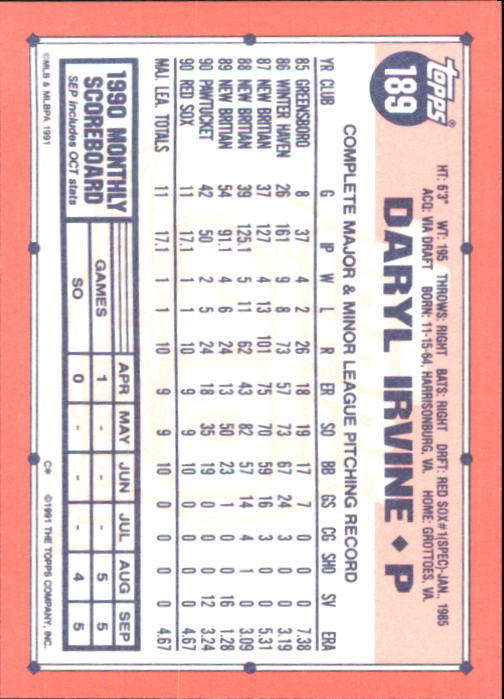 TOPPS®
189
HT: 6'3" WT: 195 THROWS: RIGHT BATS: RIGHT DRFT: RED SOX#1(SPEC)-JAN., 1985
ACQ: VIA DRAFT BORN: 11-15-64, HARRISONBURG, VA. HOME: GROTTOES, VA.
DARYL IRVINE ♦ P
COMPLETE MAJOR & MINOR LEAGUE PITCHING RECORD
YR CLUB G IP W L R ER SO BB GS CG SHO SV ERA
85 GREENSBORO 8 37 4 2 26 18 19 7 0 0 0 0 7.38
86 WINTER HAVEN 26 161 9 8 73 57 73 67 24 3 0 0 3.19
87 NEW BRITIAN 37 127 4 13 101 75 70 59 16 3 0 0 5.31
88 NEW BRITIAN 39 125.1 5 11 62 43 82 57 14 4 1 0 3.09
89 NEW BRITIAN 54 91.1 4 6 24 13 50 23 1 0 0 16 1.28
90 PAWTUCKET 42 50 2 5 24 18 35 19 0 0 0 12 3.24
90 RED SOX 11 17.1 1 1 10 9 9 10 0 0 0 0 4.67
MAJ. LEA. TOTALS 11 17.1 1 1 10 9 9 10 0 0 0 0 4.67
1990 MONTHLY SCOREBOARD
SEP includes OCT stats
APR MAY JUN JUL AUG SEP
GAMES 1 - - - 5 5
SO 0 - - - 4 5
©MLB & MLBPA 1991 C* ©1991 THE TOPPS COMPANY, INC.